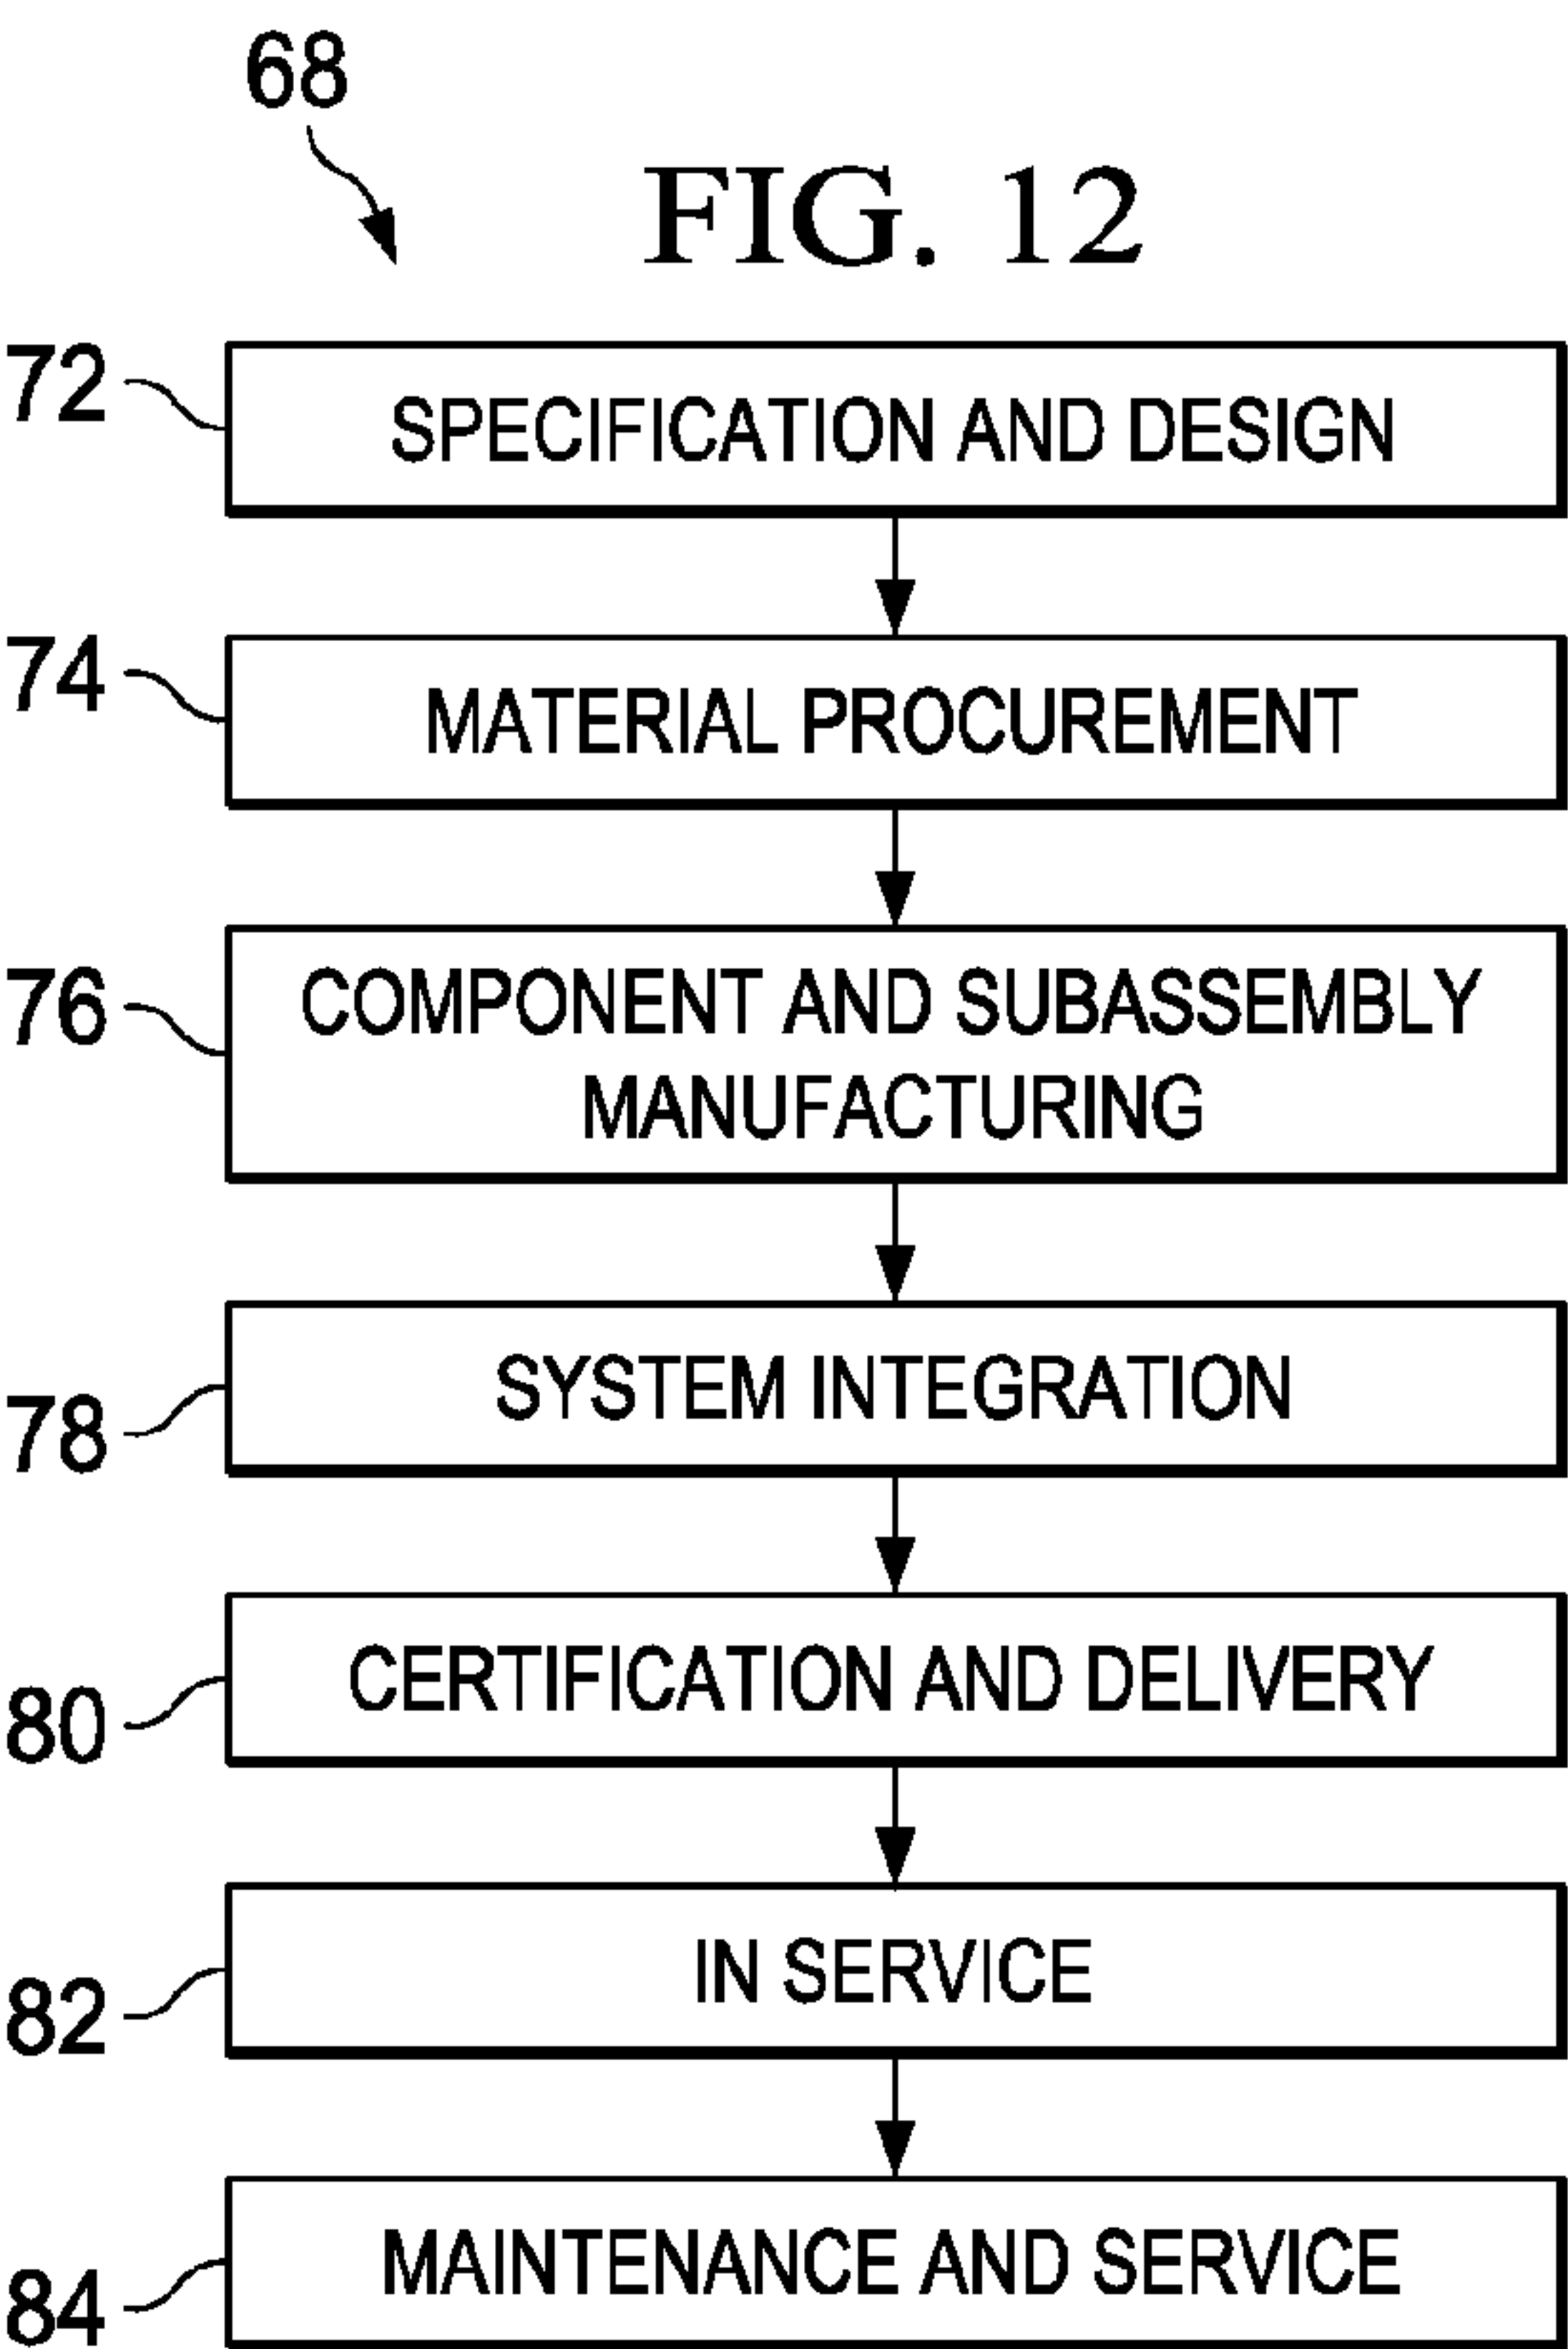 68
FIG. 12
72
SPECIFICATION AND DESIGN
74
MATERIAL PROCUREMENT
76
COMPONENT AND SUBASSEMBLY
MANUFACTURING
78
SYSTEM INTEGRATION
80
CERTIFICATION AND DELIVERY
82
IN SERVICE
84
MAINTENANCE AND SERVICE